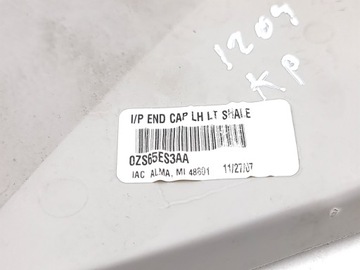 1209
KP
I/P END CAP LH LT SHALE
0ZS65ES3AA
IAC ALMA, MI 48801 11/27/07